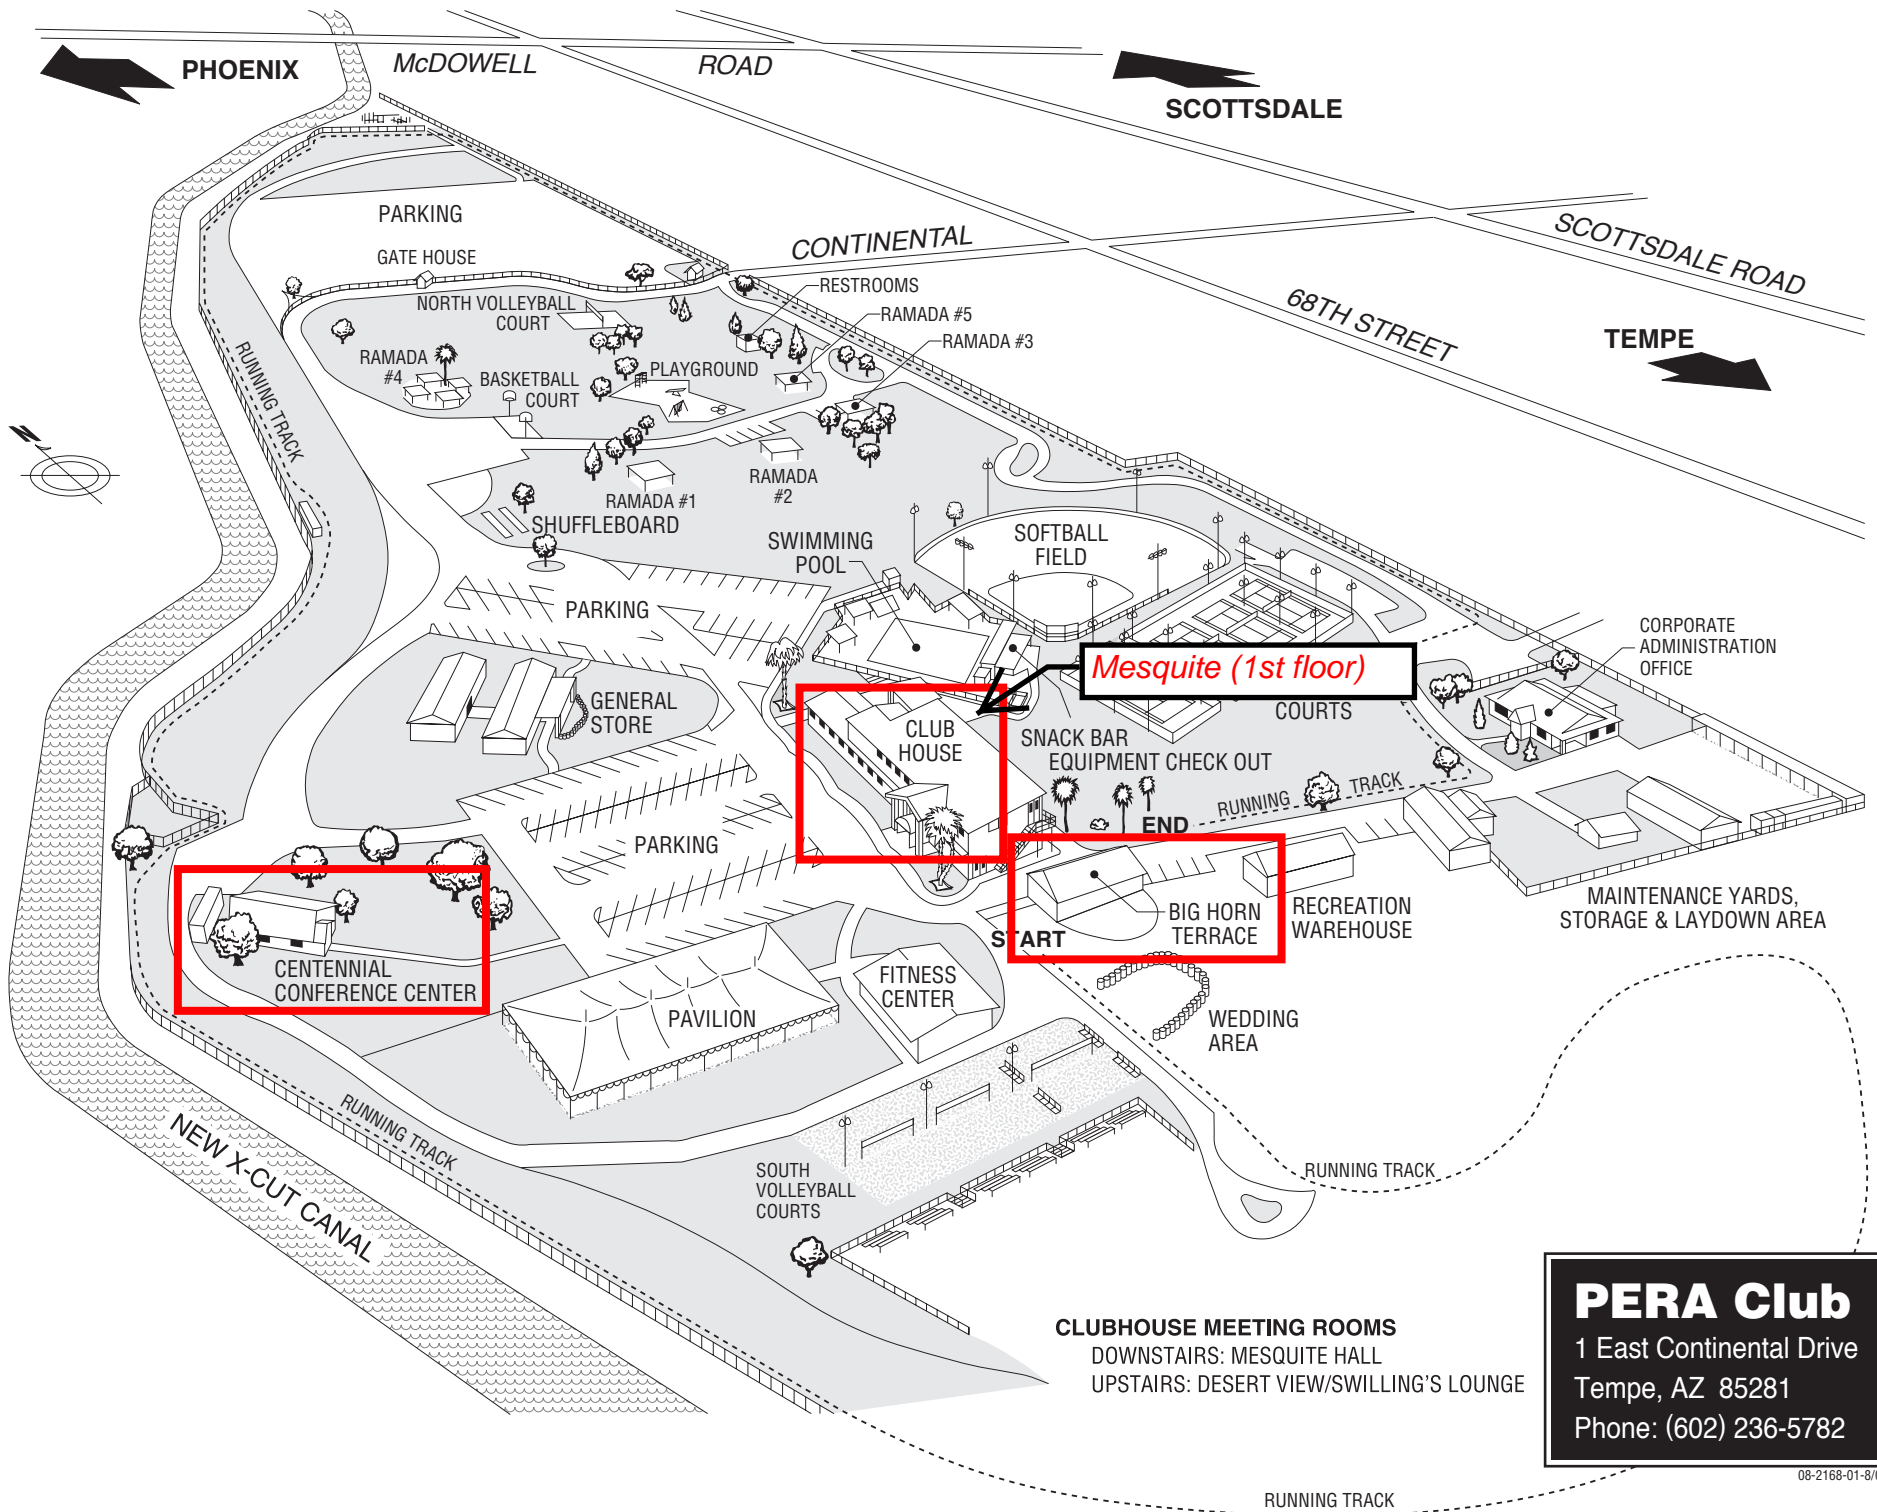 PHOENIX
McDOWELL
ROAD
SCOTTSDALE
PARKING
CONTINENTAL
SCOTTSDALE ROAD
GATE HOUSE
RESTROOMS
NORTH VOLLEYBALL
COURT
RAMADA #5
68TH STREET
RAMADA #3
TEMPE
RUNNING TRACK
RAMADA
#4
PLAYGROUND
BASKETBALL
COURT
N
RAMADA #1
RAMADA
#2
SHUFFLEBOARD
SWIMMING
POOL
SOFTBALL
FIELD
PARKING
CORPORATE
ADMINISTRATION
OFFICE
Mesquite (1st floor)
GENERAL
STORE
CLUB
HOUSE
COURTS
SNACK BAR
EQUIPMENT CHECK OUT
RUNNING TRACK
END
PARKING
BIG HORN
TERRACE
RECREATION
WAREHOUSE
MAINTENANCE YARDS,
STORAGE & LAYDOWN AREA
START
CENTENNIAL
CONFERENCE CENTER
FITNESS
CENTER
PAVILION
WEDDING
AREA
RUNNING TRACK
NEW X-CUT CANAL
SOUTH
VOLLEYBALL
COURTS
RUNNING TRACK
CLUBHOUSE MEETING ROOMS
DOWNSTAIRS: MESQUITE HALL
UPSTAIRS: DESERT VIEW/SWILLING'S LOUNGE
PERA Club
1 East Continental Drive
Tempe, AZ 85281
Phone: (602) 236-5782
08-2168-01-8/
RUNNING TRACK